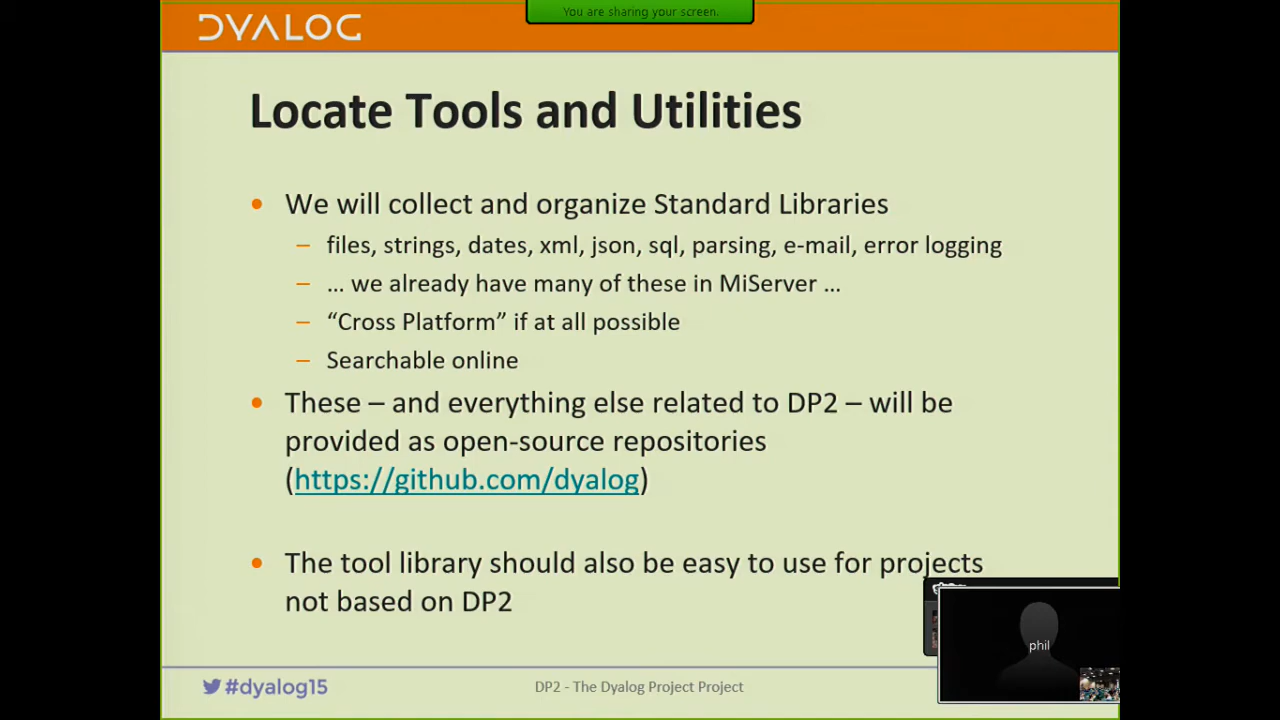 You are sharing your screen.
DYALOG
Locate Tools and Utilities
• We will collect and organize Standard Libraries
– files, strings, dates, xml, json, sql, parsing, e-mail, error logging
– … we already have many of these in MiServer …
– “Cross Platform” if at all possible
– Searchable online
• These – and everything else related to DP2 – will be
provided as open-source repositories
(https://github.com/dyalog)
• The tool library should also be easy to use for projects
not based on DP2
phil
#dyalog15
DP2 - The Dyalog Project Project